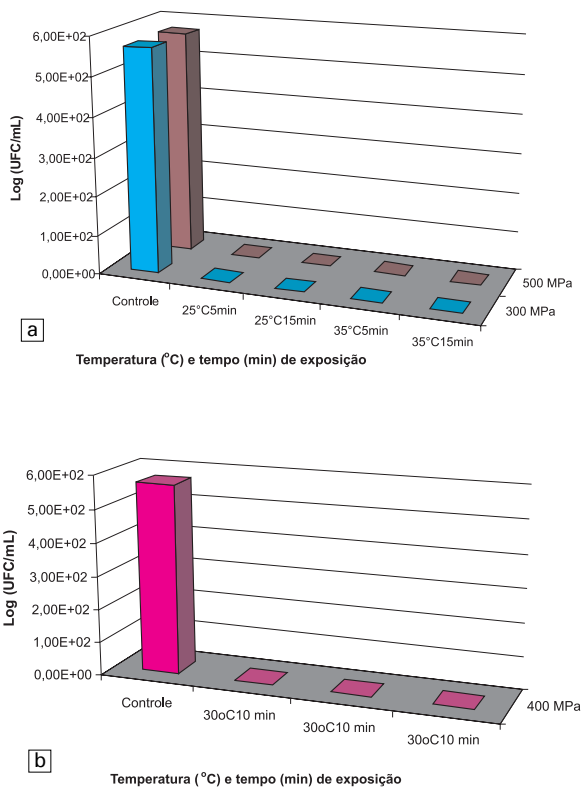 6,00E+02
5,00E+02
4,00E+02
3,00E+02
2,00E+02
1,00E+02
0,00E+00
Log (UFC/mL)
Controle
25°C5min
25°C15min
35°C5min
35°C15min
500 MPa
300 MPa
a
Temperatura (°C) e tempo (min) de exposição
6,00E+02
5,00E+02
4,00E+02
3,00E+02
2,00E+02
1,00E+02
0,00E+00
Log (UFC/mL)
Controle
30oC10 min
30oC10 min
30oC10 min
400 MPa
b
Temperatura (°C) e tempo (min) de exposição